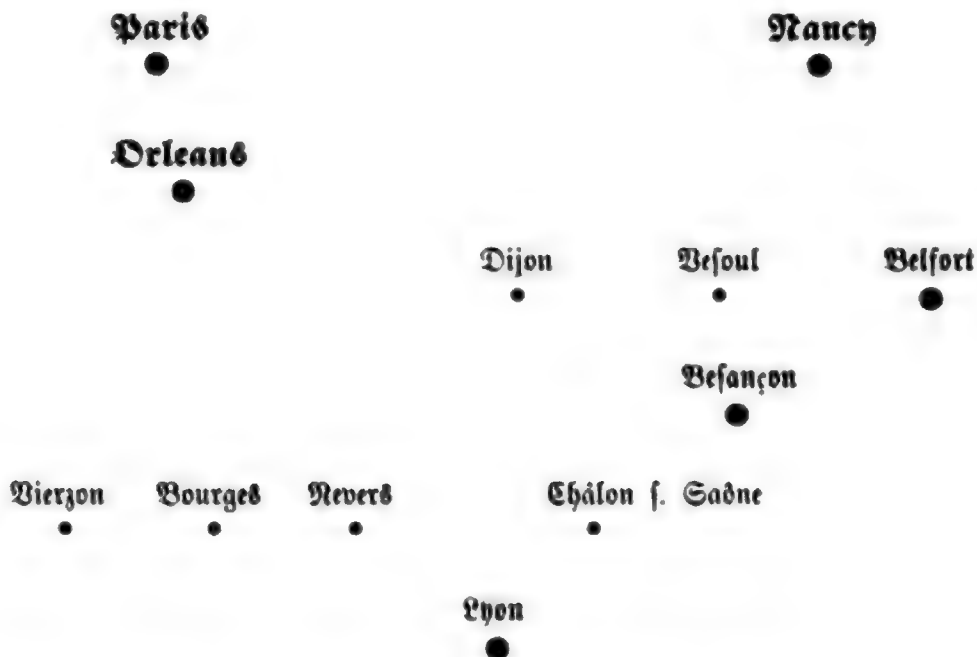 Paris Nancy
Orleans
Dijon Veſoul Belfort
Beſançon
Vierzon Bourges Nevers Châlon ſ. Saône
Lyon